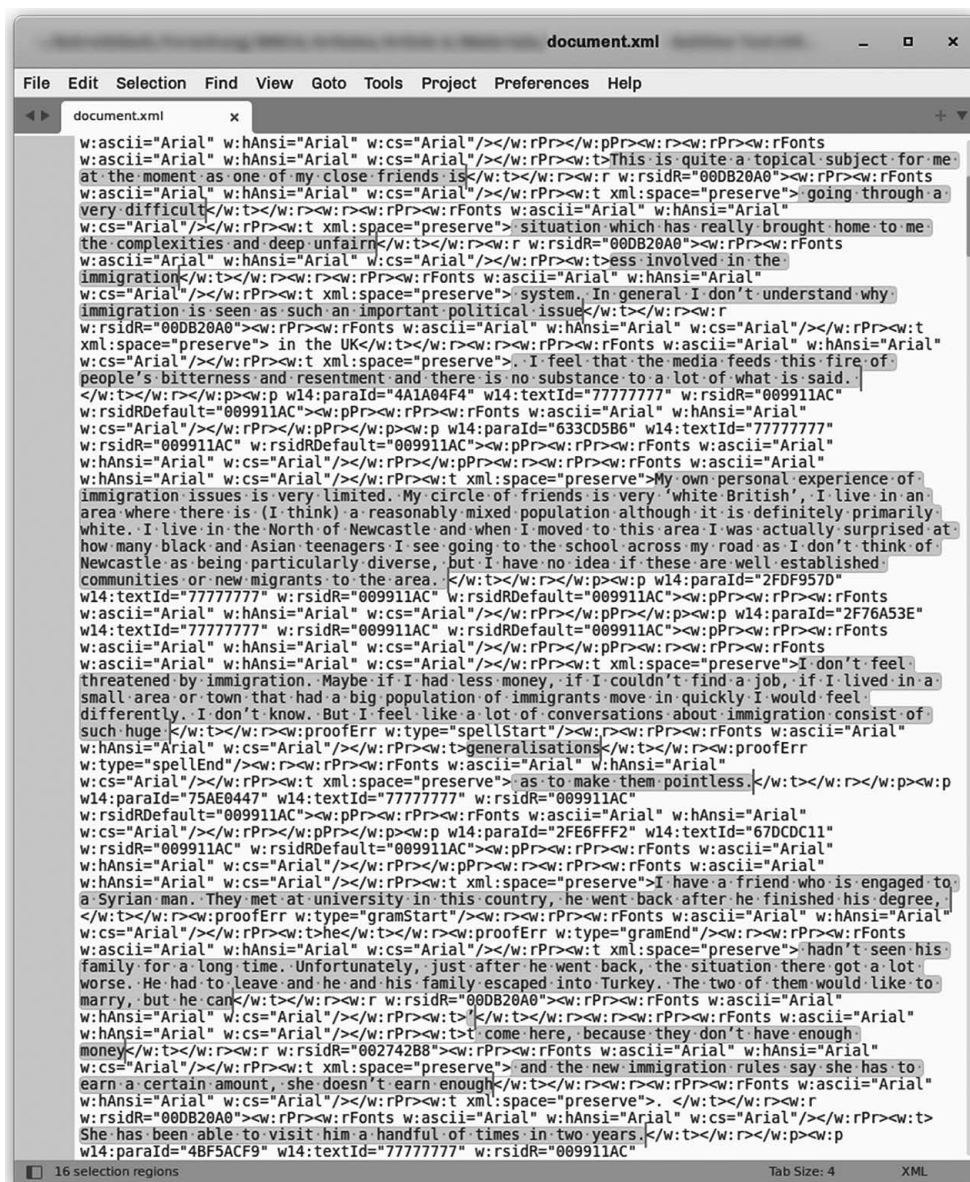 document.xml
File Edit Selection Find View Goto Tools Project Preferences Help
document.xml
w:ascii="Arial" w:hAnsi="Arial" w:cs="Arial"/></w:rPr></w:pPr><w:r><w:rPr><w:rFonts
w:ascii="Arial" w:hAnsi="Arial" w:cs="Arial"/></w:rPr><w:t>This is quite a topical subject for me
at the moment as one of my close friends is</w:t></w:r><w:r w:rsidR="00DB20A0"><w:rPr><w:rFonts
w:ascii="Arial" w:hAnsi="Arial" w:cs="Arial"/></w:rPr><w:t xml:space="preserve"> going through a
very difficult</w:t></w:r><w:r><w:rPr><w:rFonts w:ascii="Arial" w:hAnsi="Arial"
w:cs="Arial"/></w:rPr><w:t xml:space="preserve"> situation which has really brought home to me
the complexities and deep unfairn</w:t></w:r><w:r w:rsidR="00DB20A0"><w:rPr><w:rFonts
w:ascii="Arial" w:hAnsi="Arial" w:cs="Arial"/></w:rPr><w:t>ess involved in the
immigration</w:t></w:r><w:r><w:rPr><w:rFonts w:ascii="Arial" w:hAnsi="Arial"
w:cs="Arial"/></w:rPr><w:t xml:space="preserve"> system. In general I don’t understand why
immigration is seen as such an important political issue</w:t></w:r><w:r
w:rsidR="00DB20A0"><w:rPr><w:rFonts w:ascii="Arial" w:hAnsi="Arial" w:cs="Arial"/></w:rPr><w:t
xml:space="preserve"> in the UK</w:t></w:r><w:r><w:rPr><w:rFonts w:ascii="Arial" w:hAnsi="Arial"
w:cs="Arial"/></w:rPr><w:t xml:space="preserve">. I feel that the media feeds this fire of
people’s bitterness and resentment and there is no substance to a lot of what is said.
</w:t></w:r></w:p><w:p w14:paraId="4A1A04F4" w14:textId="77777777" w:rsidR="009911AC"
w:rsidRDefault="009911AC"><w:pPr><w:rPr><w:rFonts w:ascii="Arial" w:hAnsi="Arial"
w:cs="Arial"/></w:rPr></w:pPr></w:p><w:p w14:paraId="633CD5B6" w14:textId="77777777"
w:rsidR="009911AC" w:rsidRDefault="009911AC"><w:pPr><w:rPr><w:rFonts w:ascii="Arial"
w:hAnsi="Arial" w:cs="Arial"/></w:rPr></w:pPr><w:r><w:rPr><w:rFonts w:ascii="Arial"
w:hAnsi="Arial" w:cs="Arial"/></w:rPr><w:t xml:space="preserve">My own personal experience of
immigration issues is very limited. My circle of friends is very ‘white British’, I live in an
area where there is (I think) a reasonably mixed population although it is definitely primarily
white. I live in the North of Newcastle and when I moved to this area I was actually surprised at
how many black and Asian teenagers I see going to the school across my road as I don’t think of
Newcastle as being particularly diverse, but I have no idea if these are well established
communities or new migrants to the area. </w:t></w:r></w:p><w:p w14:paraId="2FDF957D"
w14:textId="77777777" w:rsidR="009911AC" w:rsidRDefault="009911AC"><w:pPr><w:rPr><w:rFonts
w:ascii="Arial" w:hAnsi="Arial" w:cs="Arial"/></w:rPr></w:pPr></w:p><w:p w14:paraId="2F76A53E"
w14:textId="77777777" w:rsidR="009911AC" w:rsidRDefault="009911AC"><w:pPr><w:rPr><w:rFonts
w:ascii="Arial" w:hAnsi="Arial" w:cs="Arial"/></w:rPr></w:pPr><w:r><w:rPr><w:rFonts
w:ascii="Arial" w:hAnsi="Arial" w:cs="Arial"/></w:rPr><w:t xml:space="preserve">I don’t feel
threatened by immigration. Maybe if I had less money, if I couldn’t find a job, if I lived in a
small area or town that had a big population of immigrants move in quickly I would feel
differently. I don’t know. But I feel like a lot of conversations about immigration consist of
such huge </w:t></w:r><w:proofErr w:type="spellStart"/><w:r><w:rPr><w:rFonts w:ascii="Arial"
w:hAnsi="Arial" w:cs="Arial"/></w:rPr><w:t>generalisations</w:t></w:r><w:proofErr
w:type="spellEnd"/><w:r><w:rPr><w:rFonts w:ascii="Arial" w:hAnsi="Arial"
w:cs="Arial"/></w:rPr><w:t xml:space="preserve"> as to make them pointless.</w:t></w:r></w:p><w:p
w14:paraId="75AE0447" w14:textId="77777777" w:rsidR="009911AC"
w:rsidRDefault="009911AC"><w:pPr><w:rPr><w:rFonts w:ascii="Arial" w:hAnsi="Arial"
w:cs="Arial"/></w:rPr></w:pPr></w:p><w:p w14:paraId="2FE6FFF2" w14:textId="67DCDC11"
w:rsidR="009911AC" w:rsidRDefault="009911AC"><w:pPr><w:rPr><w:rFonts w:ascii="Arial"
w:hAnsi="Arial" w:cs="Arial"/></w:rPr></w:pPr><w:r><w:rPr><w:rFonts w:ascii="Arial"
w:hAnsi="Arial" w:cs="Arial"/></w:rPr><w:t xml:space="preserve">I have a friend who is engaged to
a Syrian man. They met at university in this country, he went back after he finished his degree,
</w:t></w:r><w:proofErr w:type="gramStart"/><w:r><w:rPr><w:rFonts w:ascii="Arial" w:hAnsi="Arial"
w:cs="Arial"/></w:rPr><w:t>he</w:t></w:r><w:proofErr w:type="gramEnd"/><w:r><w:rPr><w:rFonts
w:ascii="Arial" w:hAnsi="Arial" w:cs="Arial"/></w:rPr><w:t xml:space="preserve"> hadn’t seen his
family for a long time. Unfortunately, just after he went back, the situation there got a lot
worse. He had to leave and he and his family escaped into Turkey. The two of them would like to
marry, but he can</w:t></w:r><w:r w:rsidR="00DB20A0"><w:rPr><w:rFonts w:ascii="Arial"
w:hAnsi="Arial" w:cs="Arial"/></w:rPr><w:t>’</w:t></w:r><w:r><w:rPr><w:rFonts w:ascii="Arial"
w:hAnsi="Arial" w:cs="Arial"/></w:rPr><w:t>t come here, because they don’t have enough
money</w:t></w:r><w:r w:rsidR="002742B8"><w:rPr><w:rFonts w:ascii="Arial" w:hAnsi="Arial"
w:cs="Arial"/></w:rPr><w:t xml:space="preserve"> and the new immigration rules say she has to
earn a certain amount, she doesn’t earn enough</w:t></w:r><w:r><w:rPr><w:rFonts w:ascii="Arial"
w:hAnsi="Arial" w:cs="Arial"/></w:rPr><w:t xml:space="preserve">. </w:t></w:r><w:r
w:rsidR="00DB20A0"><w:rPr><w:rFonts w:ascii="Arial" w:hAnsi="Arial" w:cs="Arial"/></w:rPr><w:t>
She has been able to visit him a handful of times in two years.</w:t></w:r></w:p><w:p
w14:paraId="4BF5ACF9" w14:textId="77777777" w:rsidR="009911AC"
16 selection regions Tab Size: 4 XML